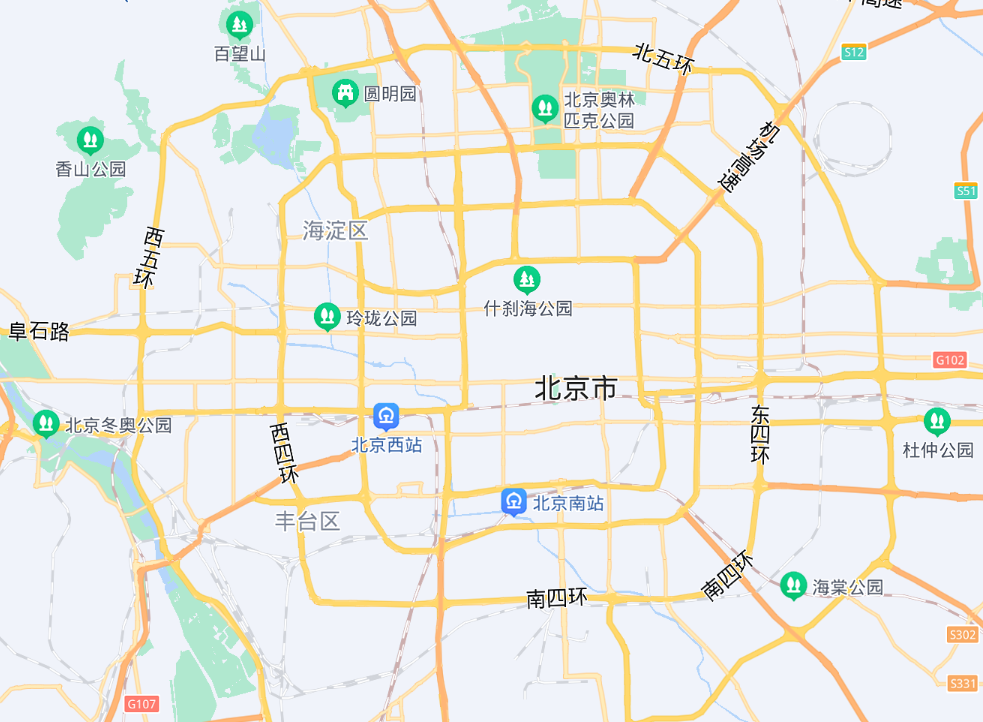 中高速
百望山
北五环
S12
圆明园
北京奥林
匹克公园
机场高速
香山公园
S51
海淀区
西五环
什刹海公园
玲珑公园
阜石路
G102
北京市
北京冬奥公园
北京西站
西四环
东四环
杜仲公园
丰台区
北京南站
南四环
南四环
海棠公园
S302
S331
G107